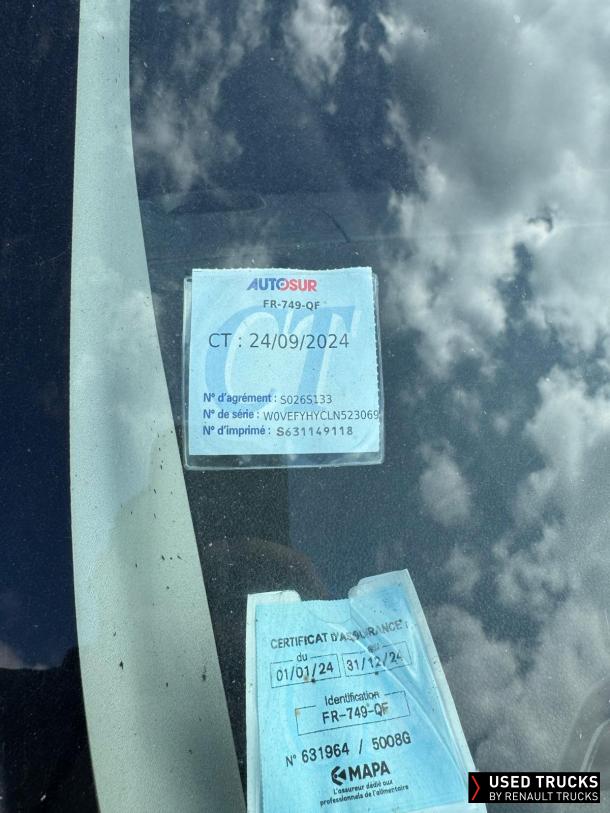 AUTOSUR
FR-749-QF
CT
CT : 24/09/2024
N° d'agrément : S026S133
N° de série : W0VEFYHYCLN523069
N° d'imprimé : S631149118
CERTIFICAT D'ASSURANCE :
du au
01/01/24 31/12/24
Identification
FR-749-QF
N° 631964 / 5008G
MAPA
L'assureur dédié aux
professionnels de l'alimentaire
USED TRUCKS
BY RENAULT TRUCKS